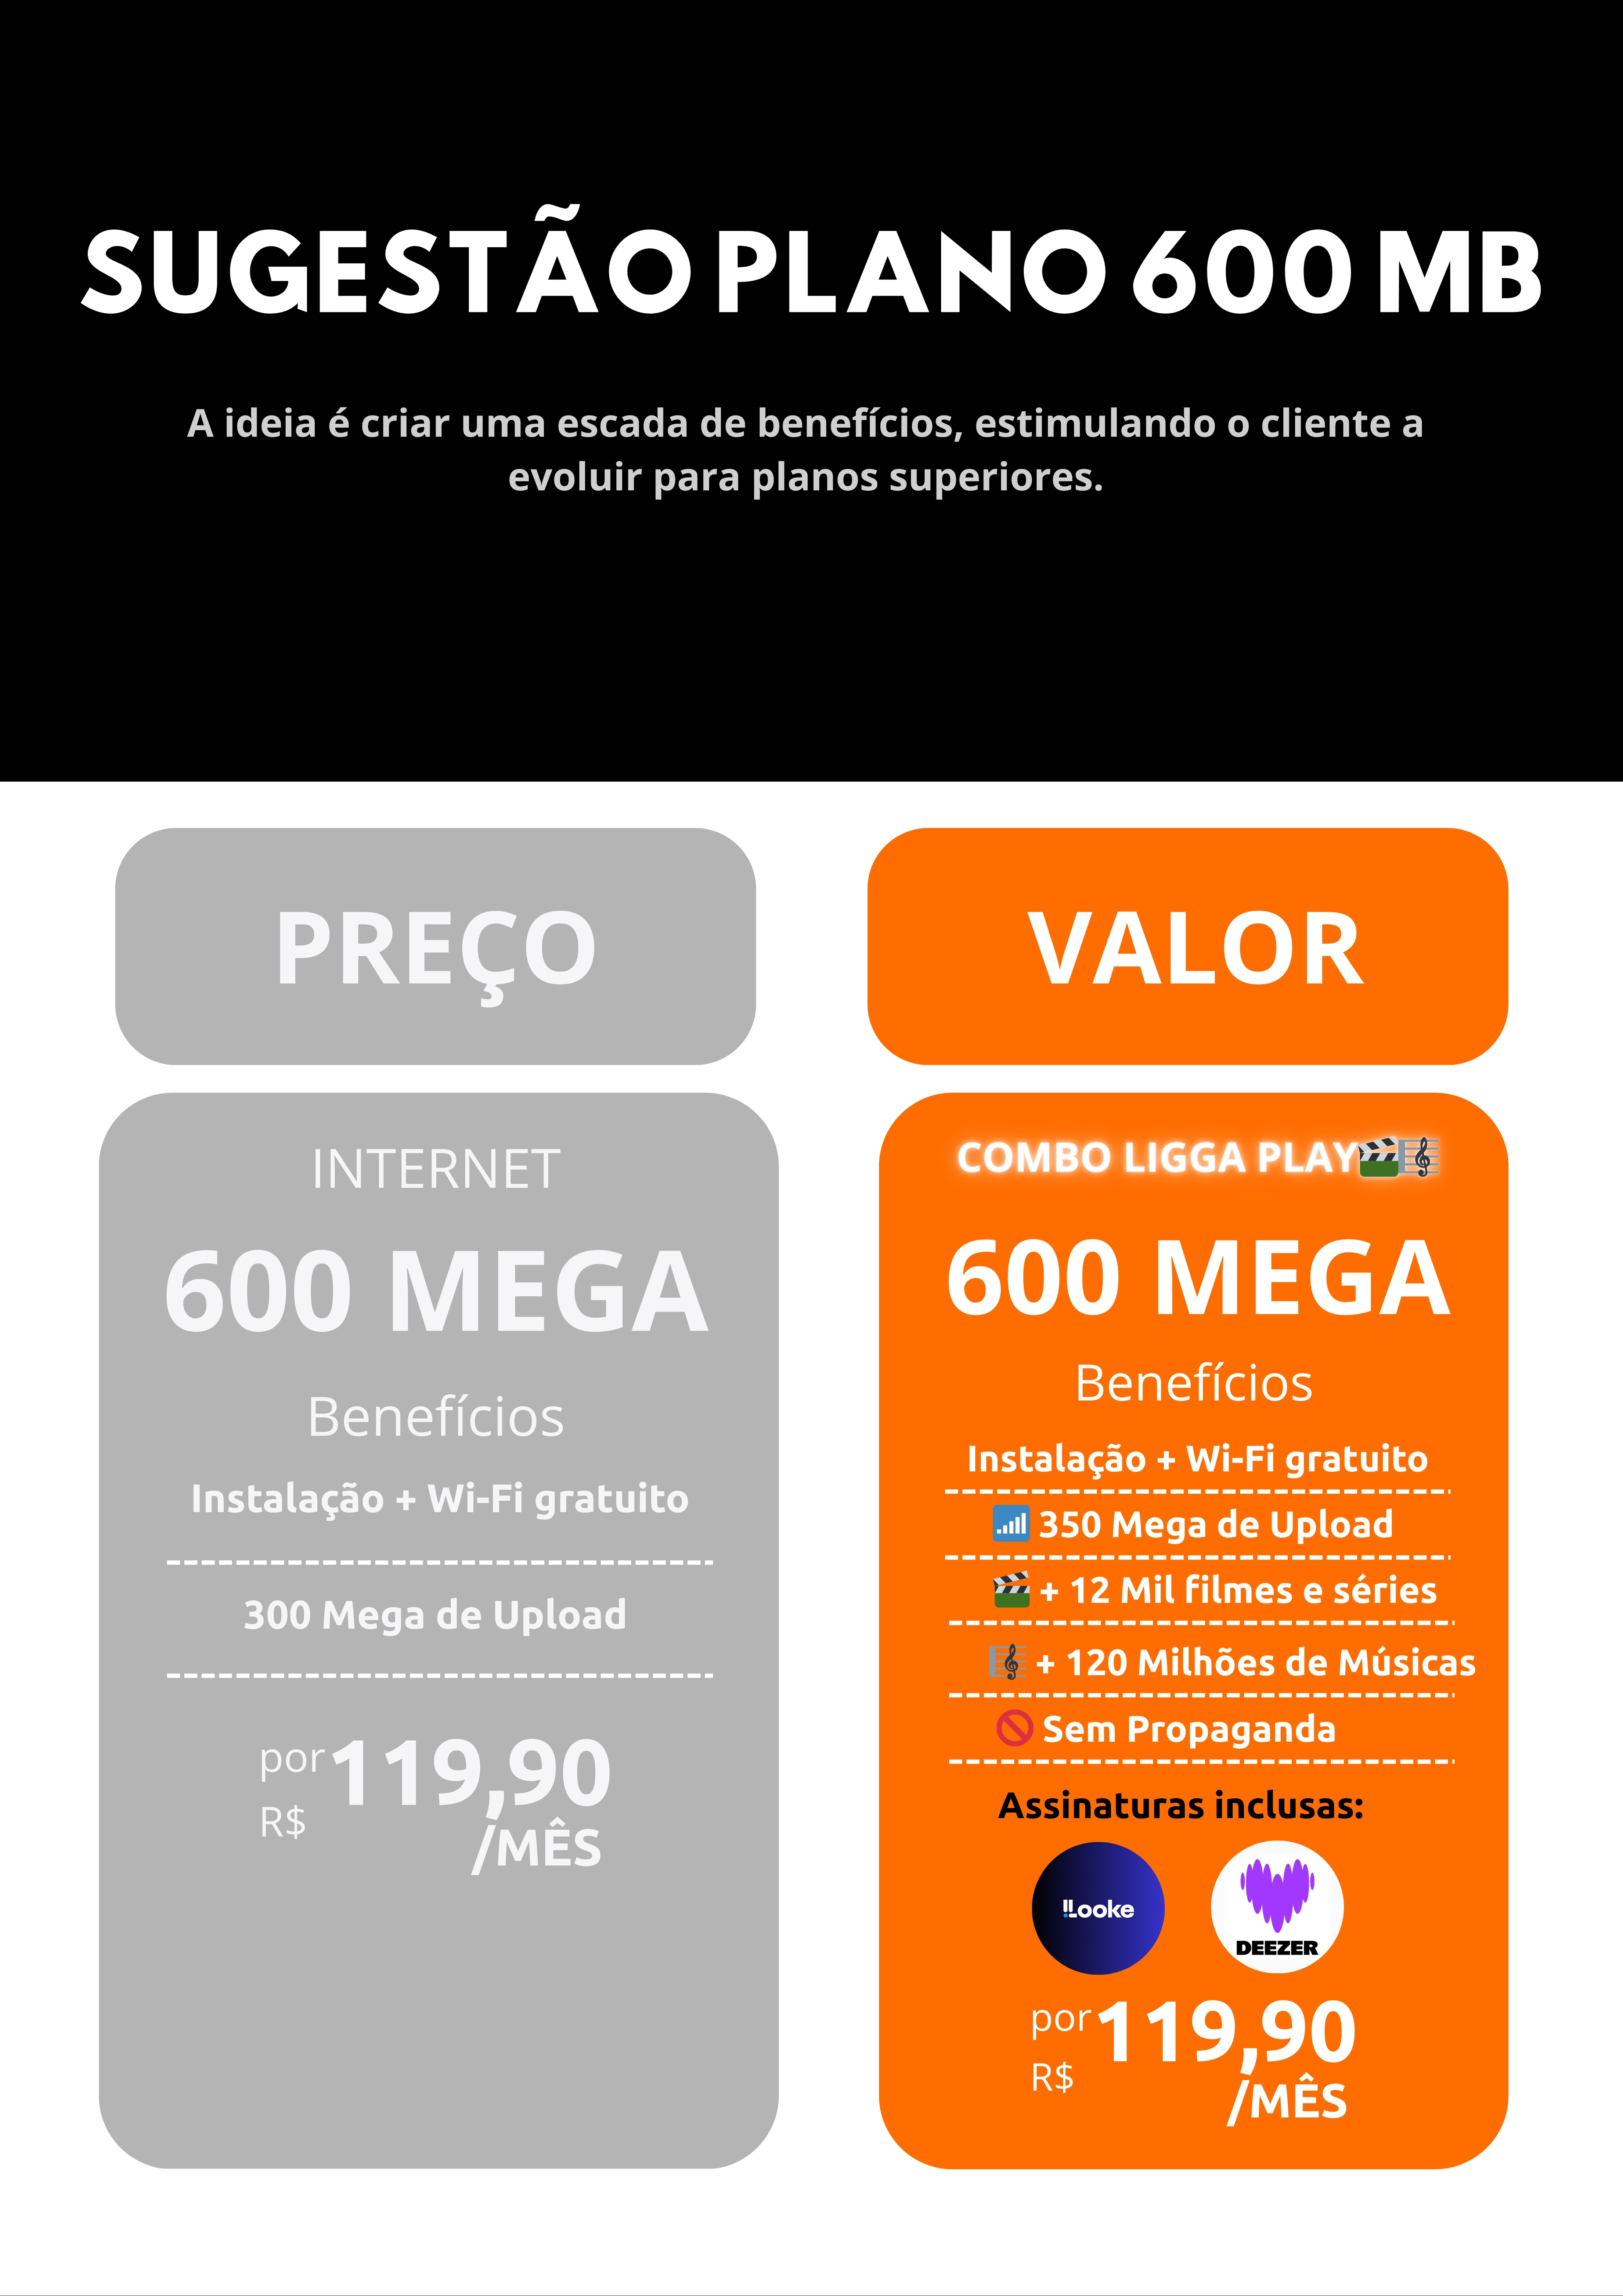 SUGESTÃO PLANO 600 MB
A ideia é criar uma escada de benefícios, estimulando o cliente a
evoluir para planos superiores.
PREÇO
INTERNET
600 MEGA
Benefícios
Instalação + Wi-Fi gratuito
300 Mega de Upload
por 119,90
R$
/MÊS
VALOR
COMBO LIGGA PLAY🎬🎼
600 MEGA
Benefícios
Instalação + Wi-Fi gratuito
📶 350 Mega de Upload
🎬 + 12 Mil filmes e séries
🎼 + 120 Milhões de Músicas
🚫 Sem Propaganda
Assinaturas inclusas:
Looke
DEEZER
por 119,90
R$
/MÊS